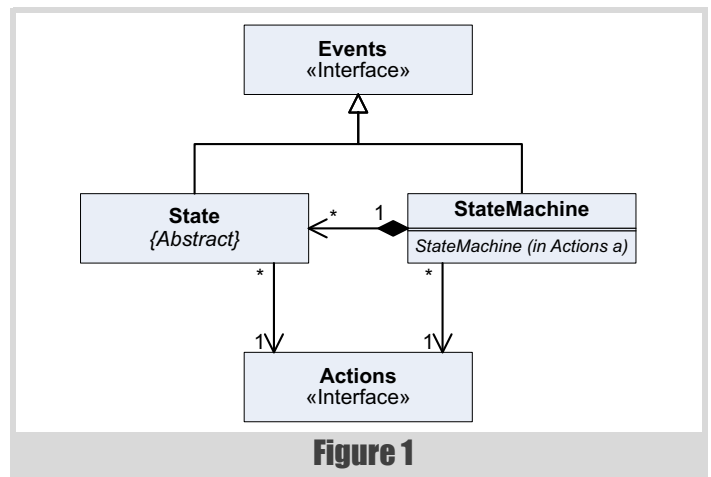 Events
«Interface»
State
{Abstract}
*
1
StateMachine
StateMachine (in Actions a)
*
*
1
1
Actions
«Interface»
Figure 1